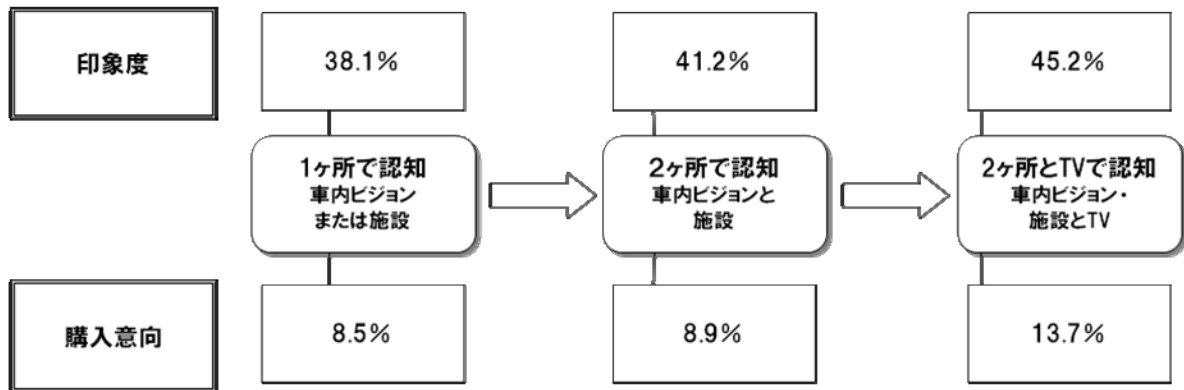 印象度
38.1%
41.2%
45.2%
1ヶ所で認知
車内ビジョン
または施設
2ヶ所で認知
車内ビジョンと
施設
2ヶ所とTVで認知
車内ビジョン・
施設とTV
購入意向
8.5%
8.9%
13.7%